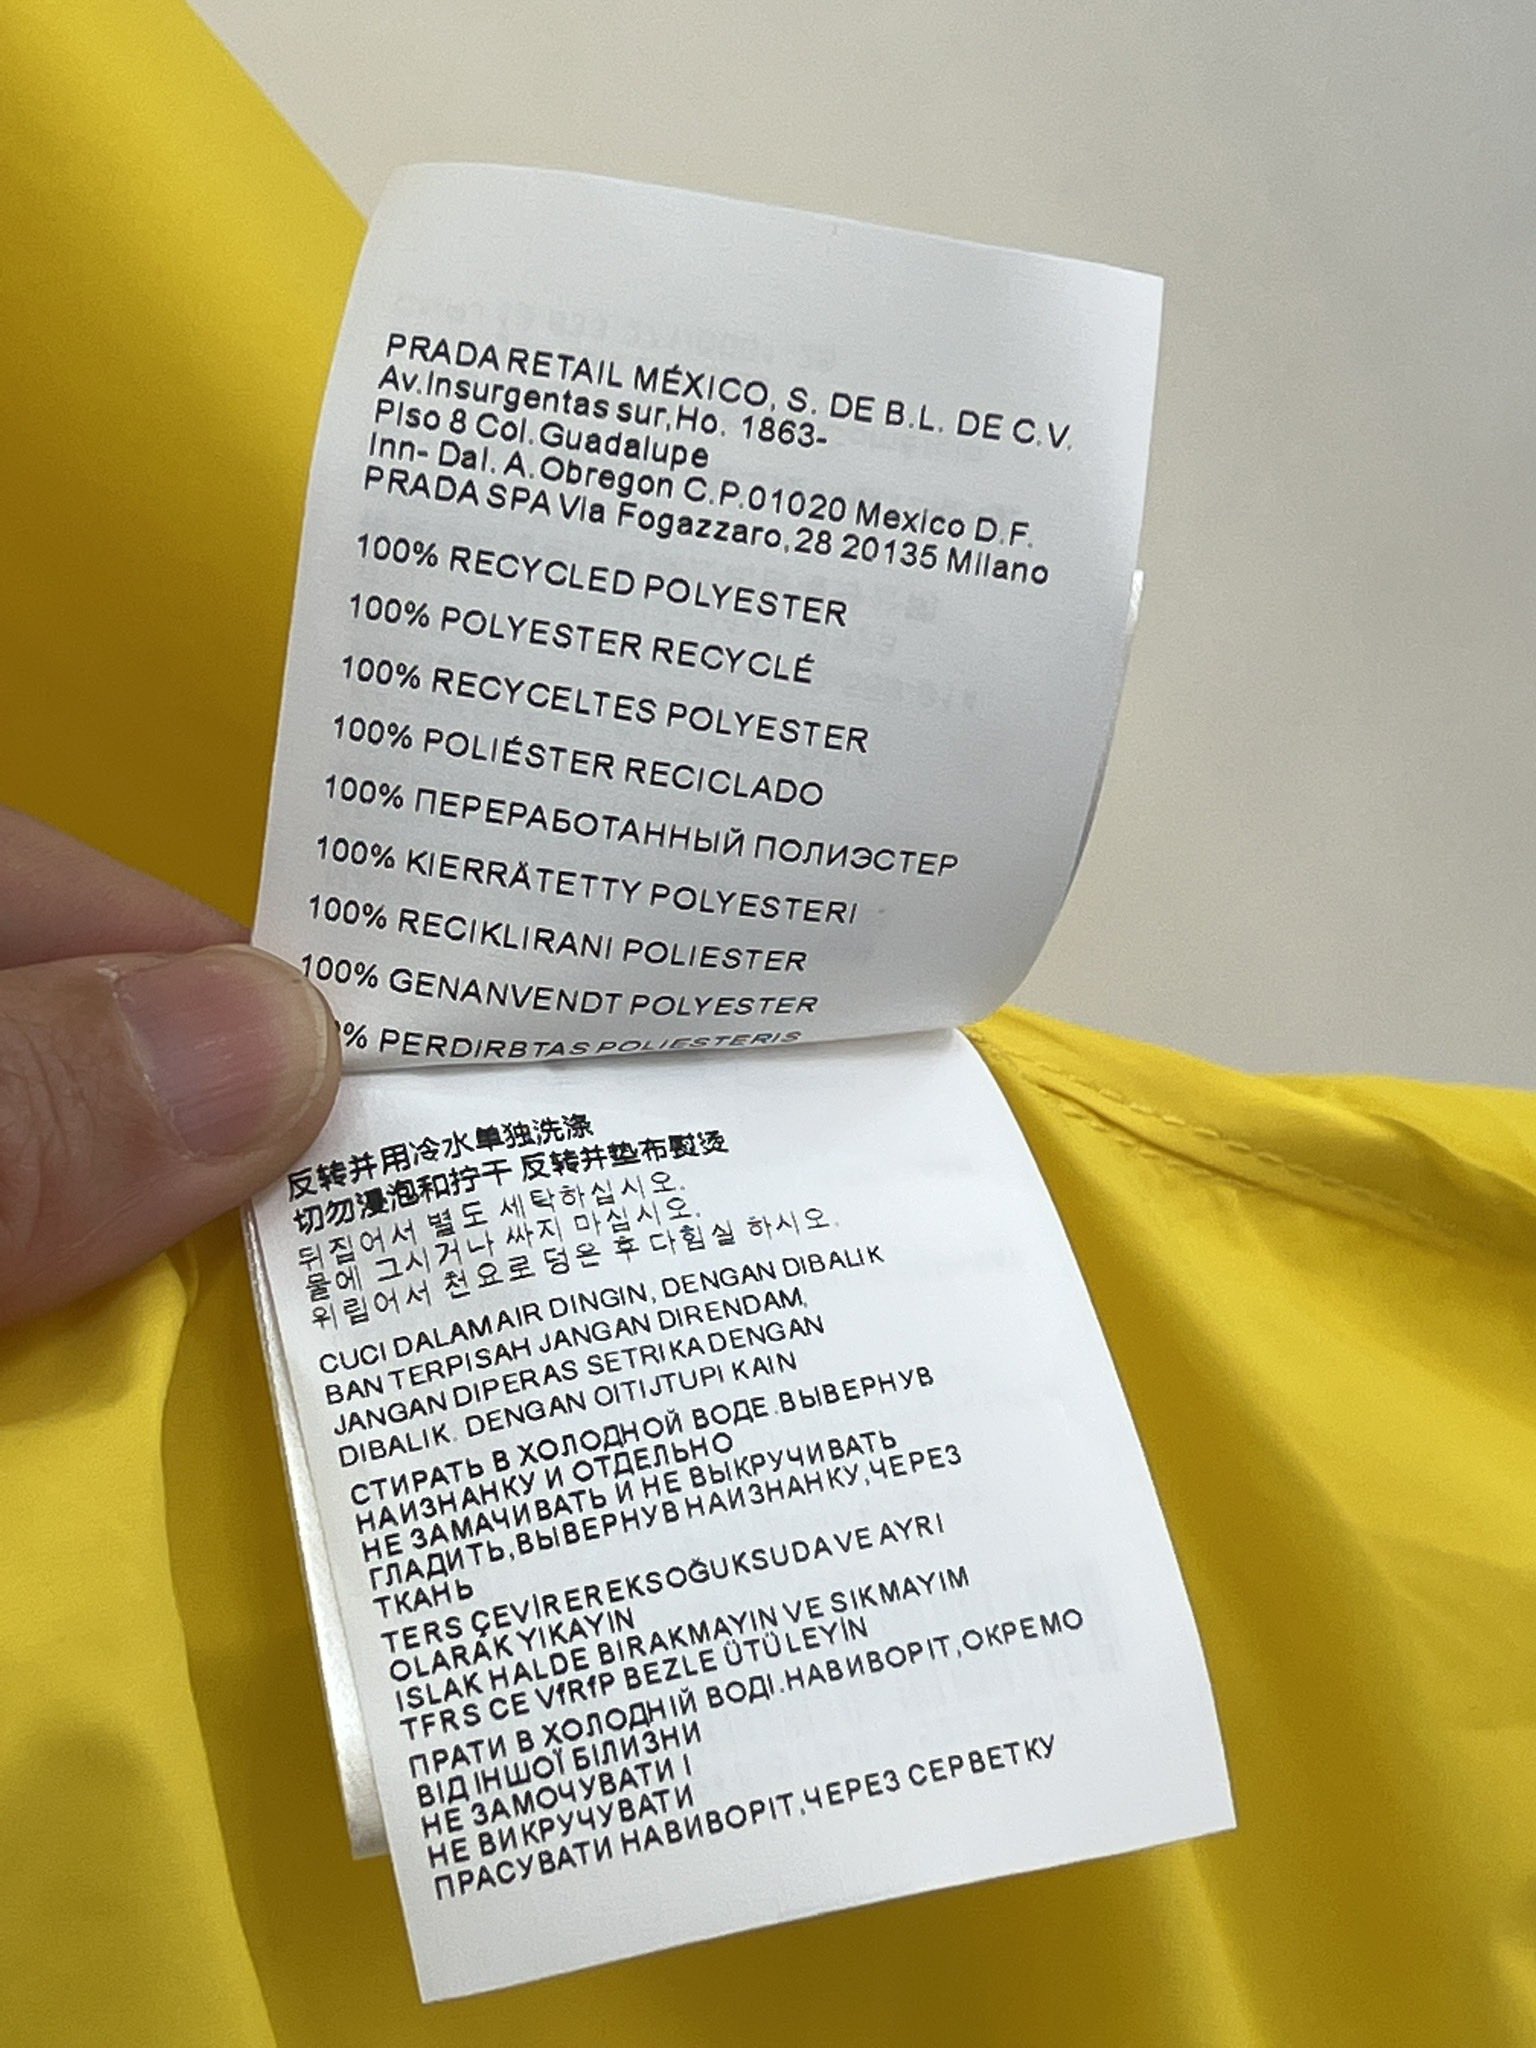 PRADA RETAIL MÉXICO, S. DE B.L. DE C.V.
Av.Insurgentas sur,Ho. 1863-
PIso 8 Col.Guadalupe
Inn- Dal. A.Obregon C.P.01020 Mexico D.F.
PRADA SPA VIa Fogazzaro,28 20135 MIlano
100% RECYCLED POLYESTER
100% POLYESTER RECYCLÉ
100% RECYCELTES POLYESTER
100% POLIÉSTER RECICLADO
100% ПЕРЕРАБОТАННЫЙ ПОЛИЭСТЕР
100% KIERRÄTETTY POLYESTERI
100% RECIKLIRANI POLIESTER
100% GENANVENDT POLYESTER
% PERDIRBTAS POLIESTERIS
反转并用冷水单独洗涤
切勿浸泡和拧干 反转并垫布熨烫
뒤집어서 별도 세탁하십시오.
물에 그시거나 싸지 마십시오.
위립어서 천요로 덩은 후 다험실 하시오.
CUCI DALAM AIR DINGIN, DENGAN DIBALIK
BAN TERPISAH JANGAN DIRENDAM,
JANGAN DIPERAS SETRIKA DENGAN
DIBALIK. DENGAN OITIJTUPI KAIN
СТИРАТЬ В ХОЛОДНОЙ ВОДЕ.ВЫВЕРНУВ
НАИЗНАНКУ И ОТДЕЛЬНО
НЕ ЗАМАЧИВАТЬ И НЕ ВЫКРУЧИВАТЬ
ГЛАДИТЬ,ВЫВЕРНУВ НАИЗНАНКУ,ЧЕРЕЗ
ТКАНЬ
TERS ÇEVİREREKSOĞUKSUDA VE AYRI
OLARAK YIKAYIN
ISLAK HALDE BIRAKMAYIN VE SIKMAYIM
TFRS CE VfRfP BEZLE ÜTÜLEYİN
ПРАТИ В ХОЛОДНІЙ ВОДІ.НАВИВОРІТ,ОКРЕМО
ВІД ІНШОЇ БІЛИЗНИ
НЕ ЗАМОЧУВАТИ І
НЕ ВИКРУЧУВАТИ
ПРАСУВАТИ НАВИВОРІТ,ЧЕРЕЗ СЕРВЕТКУ